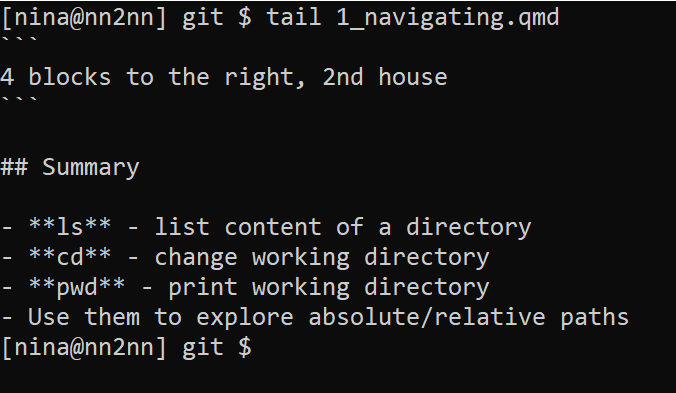 [nina@nn2nn] git $ tail 1_navigating.qmd
```
4 blocks to the right, 2nd house
```

## Summary

- **ls** - list content of a directory
- **cd** - change working directory
- **pwd** - print working directory
- Use them to explore absolute/relative paths
[nina@nn2nn] git $